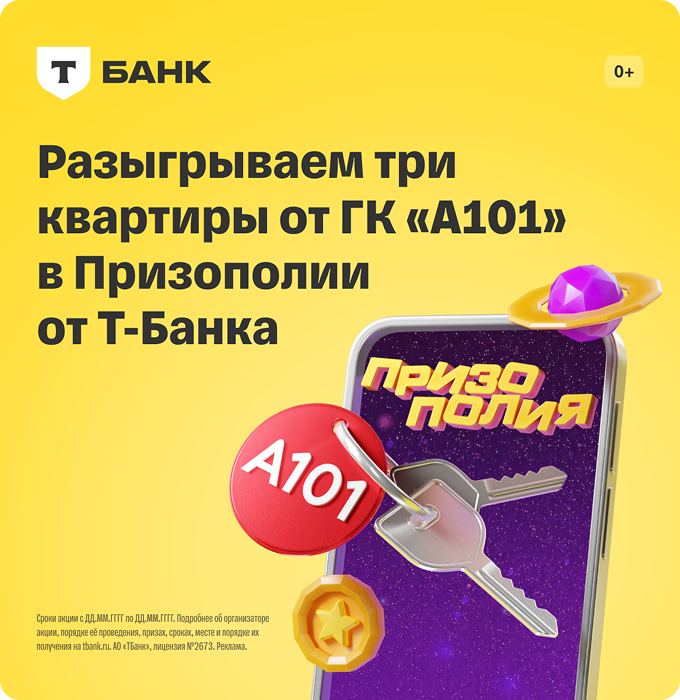 Т БАНК
0+
Разыгрываем три
квартиры от ГК «А101»
в Призополии
от Т-Банка
ПРИЗО
ПОЛИЯ
А101
Сроки акции с ДД.ММ.ГГГГ по ДД.ММ.ГГГГ. Подробнее об организаторе
акции, порядке её проведения, призах, сроках, месте и порядке их
получения на tbank.ru. АО «ТБанк», лицензия №2673. Реклама.